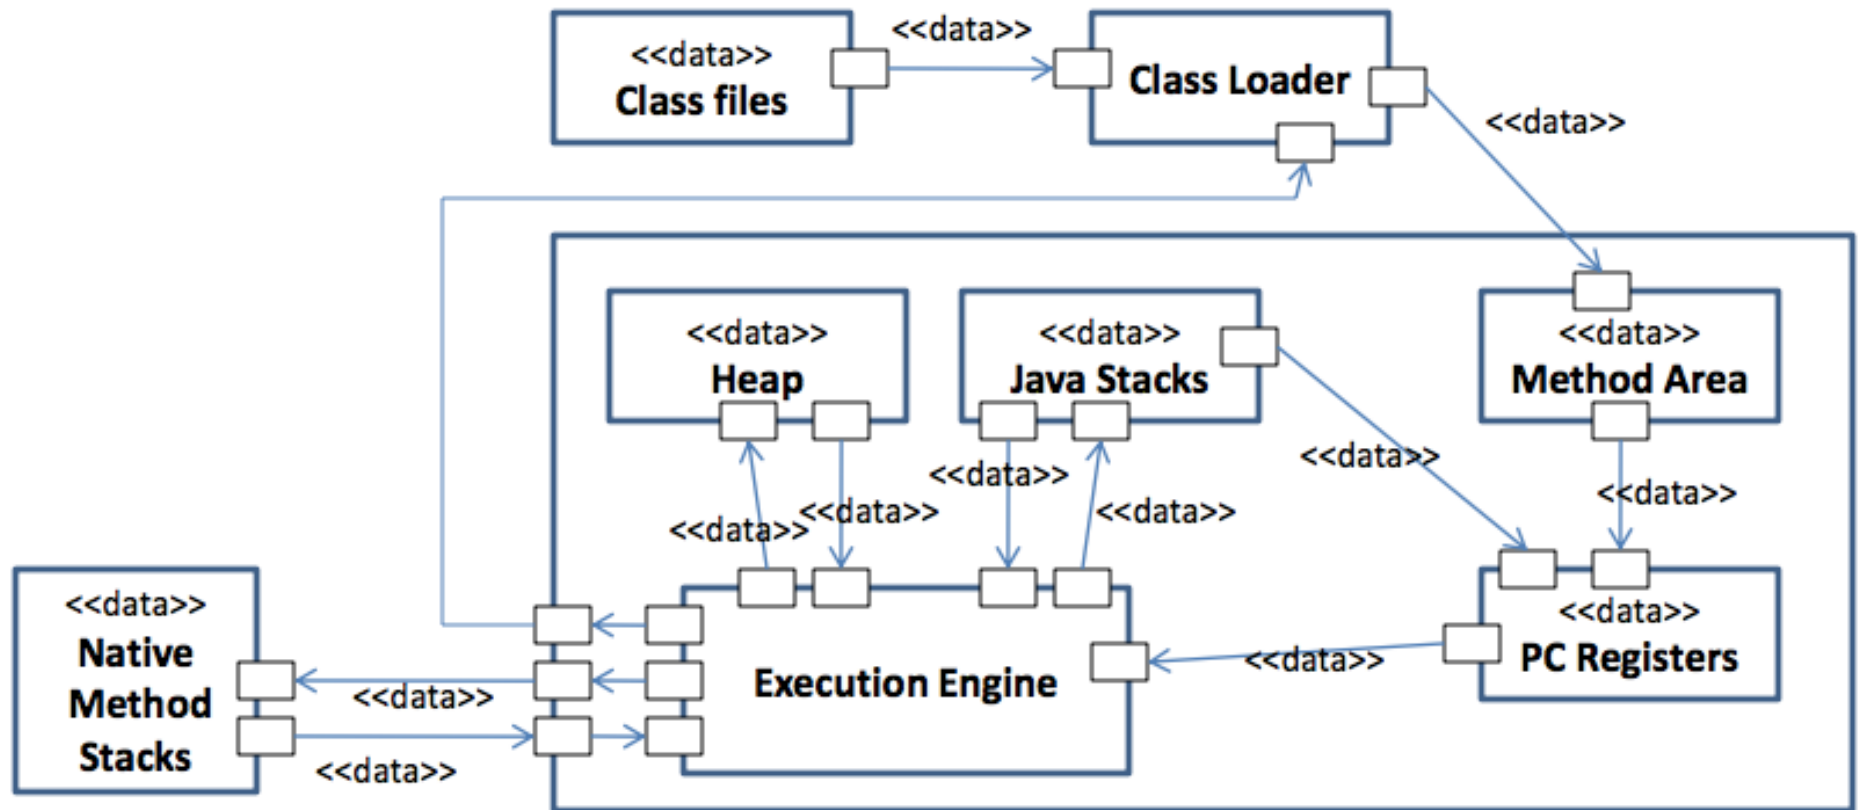 <<data>>
Class files
<<data>>
Class Loader
<<data>>
<<data>>
Heap
<<data>>
Java Stacks
<<data>>
Method Area
<<data>>
<<data>>
<<data>>
<<data>>
<<data>>
<<data>>
<<data>>
Native
Method
Stacks
<<data>>
<<data>>
Execution Engine
<<data>>
<<data>>
PC Registers